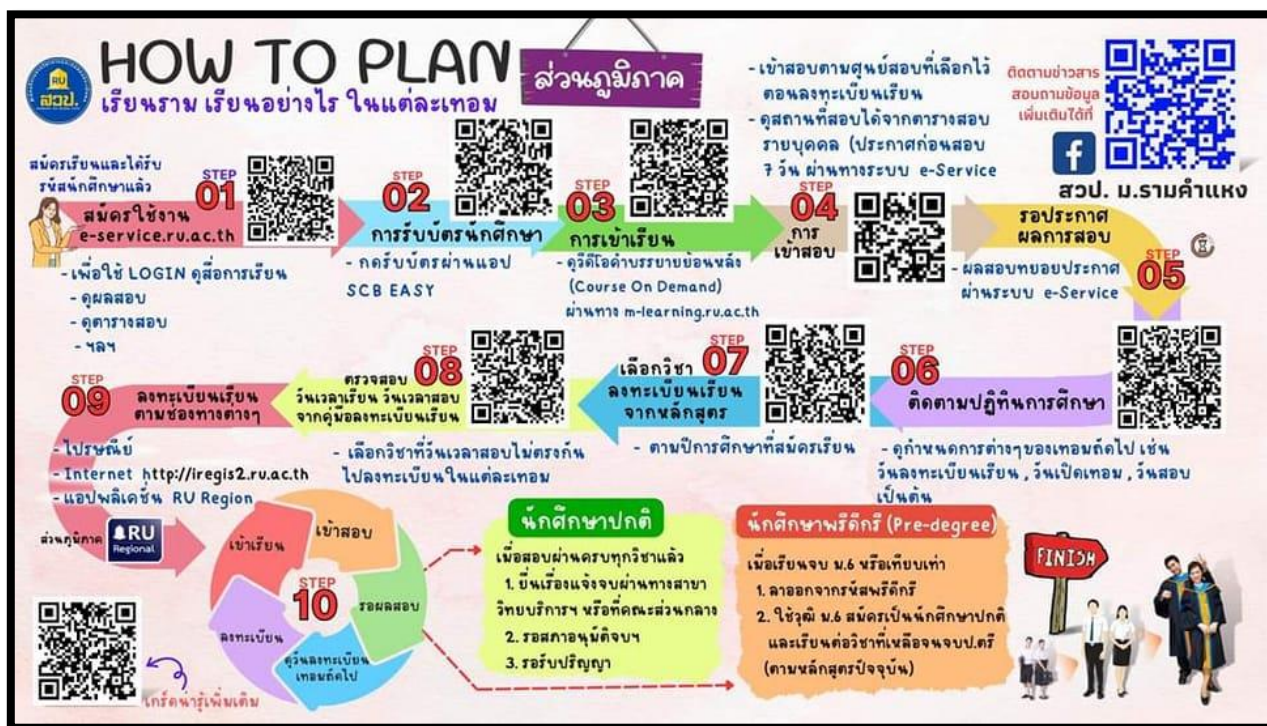 RU
สวป.
HOW TO PLAN
ส่วนภูมิภาค
เรียนราม เรียนอย่างไร ในแต่ละเทอม
ติดตามข่าวสาร
สอบถามข้อมูล
เพิ่มเติมได้ที่
สวป. ม.รามคำแหง
สมัครเรียนและได้รับ
รหัสนักศึกษาแล้ว
STEP
01
สมัครใช้งาน
e-service.ru.ac.th
- เพื่อใช้ LOGIN ดูสื่อการเรียน
- ดูผลสอบ
- ดูตารางสอบ
- ฯลฯ
STEP
02
การรับบัตรนักศึกษา
- กดรับบัตรผ่านแอป
SCB EASY
STEP
03
การเข้าเรียน
- ดูวีดีโอคำบรรยายย้อนหลัง
(Course On Demand)
ผ่านทาง m-learning.ru.ac.th
- เข้าสอบตามศูนย์สอบที่เลือกไว้
ตอนลงทะเบียนเรียน
- ดูสถานที่สอบได้จากตารางสอบ
รายบุคคล (ประกาศก่อนสอบ
7 วัน ผ่านทางระบบ e-Service
STEP
04
การ
เข้าสอบ
รอประกาศ
ผลการสอบ
STEP
05
- ผลสอบทยอยประกาศ
ผ่านระบบ e-Service
STEP
06
ติดตามปฏิทินการศึกษา
- ดูกำหนดการต่างๆของเทอมถัดไป เช่น
วันลงทะเบียนเรียน , วันเปิดเทอม , วันสอบ
เป็นต้น
STEP
07
เลือกวิชา
ลงทะเบียนเรียน
จากหลักสูตร
- ตามปีการศึกษาที่สมัครเรียน
STEP
08
ตรวจสอบ
วันเวลาเรียน วันเวลาสอบ
จากคู่มือลงทะเบียนเรียน
- เลือกวิชาที่วันเวลาสอบไม่ตรงกัน
ไปลงทะเบียนในแต่ละเทอม
STEP
09
ลงทะเบียนเรียน
ตามช่องทางต่างๆ
- ไปรษณีย์
- Internet http://iregis2.ru.ac.th
- แอปพลิเคชั่น RU Region
ส่วนภูมิภาค
RU
Regional
STEP
10
เข้าเรียน
เข้าสอบ
รอผลสอบ
ดูวันลงทะเบียน
เทอมถัดไป
ลงทะเบียน
เกร็ดน่ารู้เพิ่มเติม
นักศึกษาปกติ
เมื่อสอบผ่านครบทุกวิชาแล้ว
1. ยื่นเรื่องแจ้งจบผ่านทางสาขา
วิทยบริการฯ หรือที่คณะส่วนกลาง
2. รอสภาอนุมัติจบฯ
3. รอรับปริญญา
นักศึกษาพรีดีกรี (Pre-degree)
เมื่อเรียนจบ ม.6 หรือเทียบเท่า
1. ลาออกจากรหัสพรีดีกรี
2. ใช้วุฒิ ม.6 สมัครเป็นนักศึกษาปกติ
และเรียนต่อวิชาที่เหลือจนจบป.ตรี
(ตามหลักสูตรปัจจุบัน)
FINISH